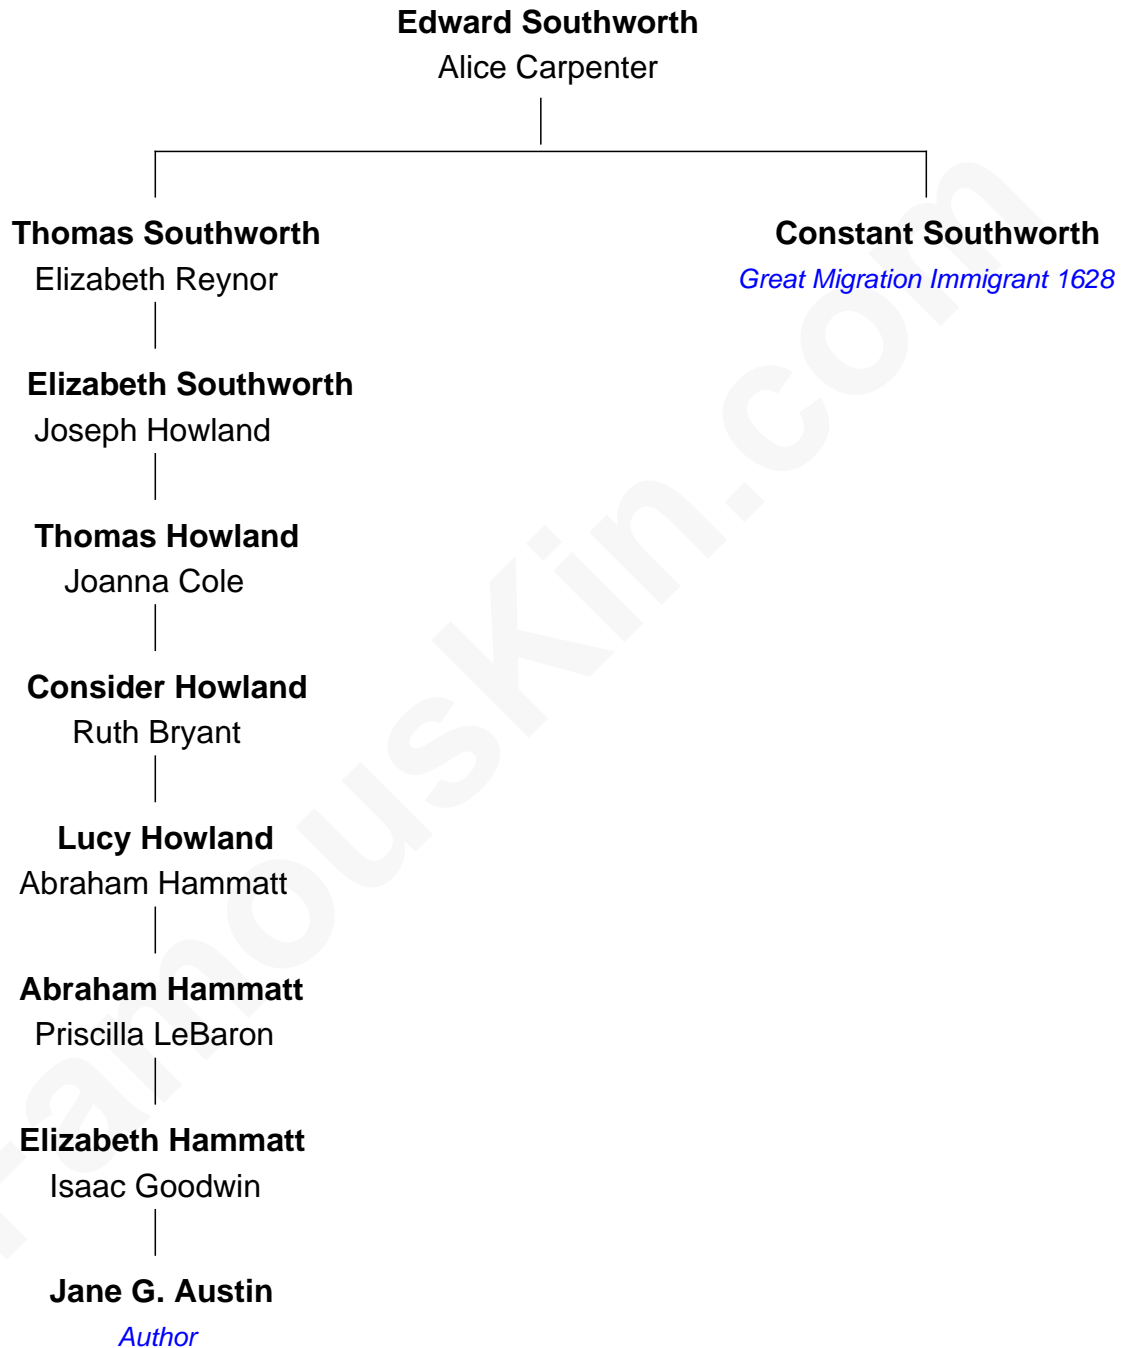 Edward Southworth
Alice Carpenter
Thomas Southworth
Elizabeth Reynor
Constant Southworth
Great Migration Immigrant 1628
Elizabeth Southworth
Joseph Howland
Thomas Howland
Joanna Cole
Consider Howland
Ruth Bryant
Lucy Howland
Abraham Hammatt
Abraham Hammatt
Priscilla LeBaron
Elizabeth Hammatt
Isaac Goodwin
Jane G. Austin
Author
FamousKin.com